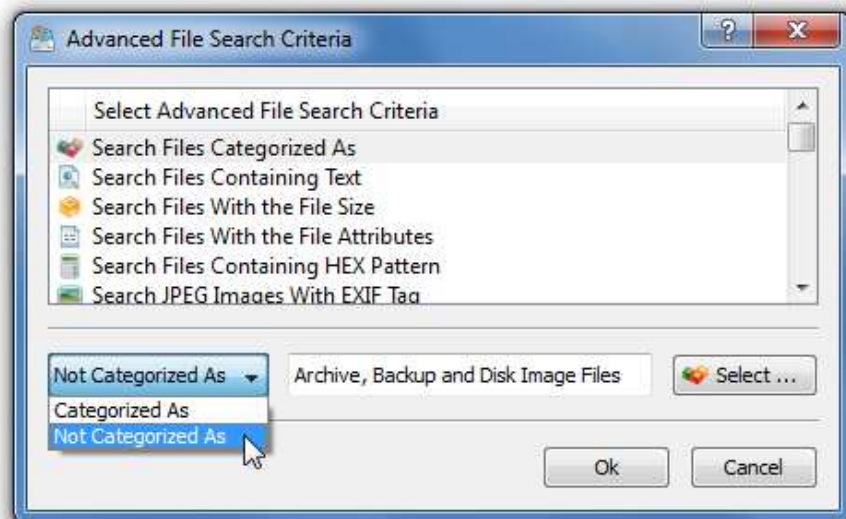 Advanced File Search Criteria
Select Advanced File Search Criteria
Search Files Categorized As
Search Files Containing Text
Search Files With the File Size
Search Files With the File Attributes
Search Files Containing HEX Pattern
Search JPEG Images With EXIF Tag
Not Categorized As Archive, Backup and Disk Image Files Select ...
Categorized As
Not Categorized As
Ok Cancel